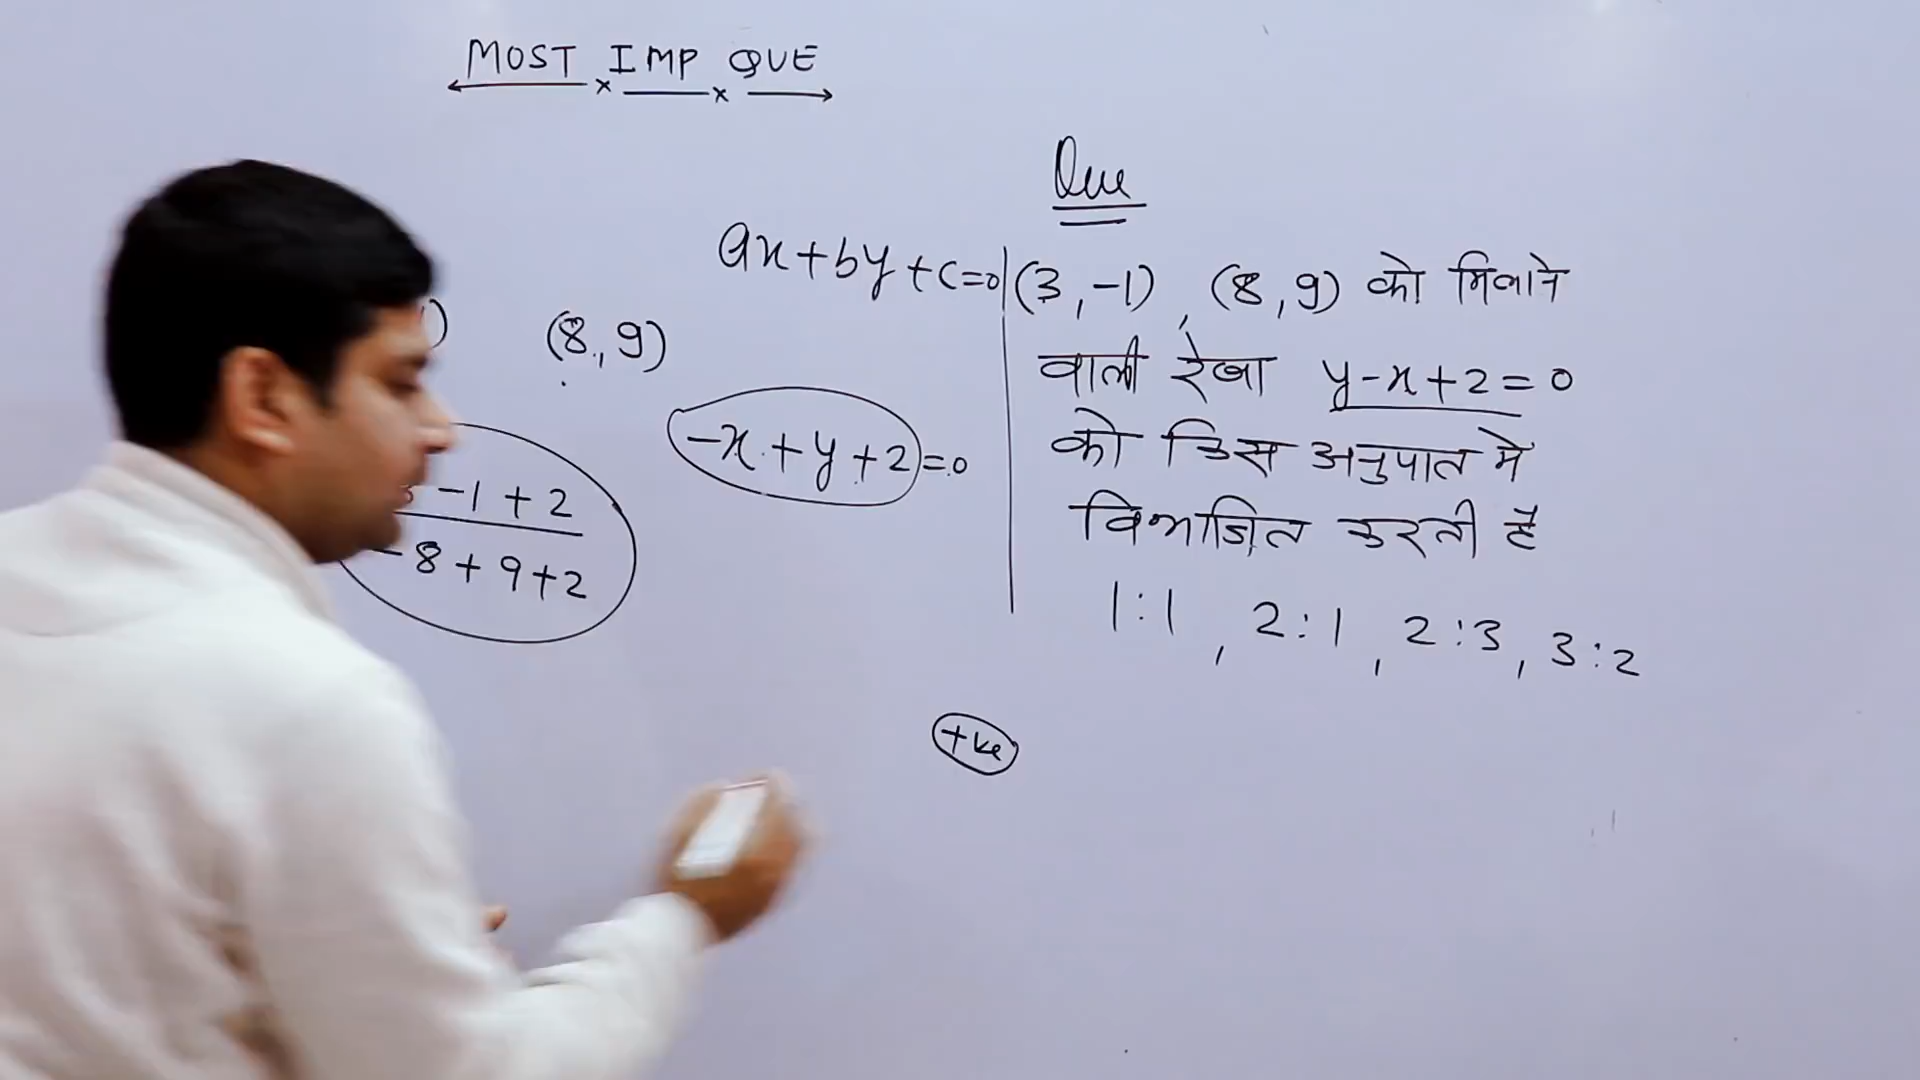 MOST IMP QUE
Que
ax+by+c=0
(3,-1), (8,9) को मिलाने
वाली रेखा y-x+2=0
को किस अनुपात मे
विभाजित करती है
1:1, 2:1, 2:3, 3:2
)
(8,9)
-x+y+2=0
-1+2
-8+9+2
+ve